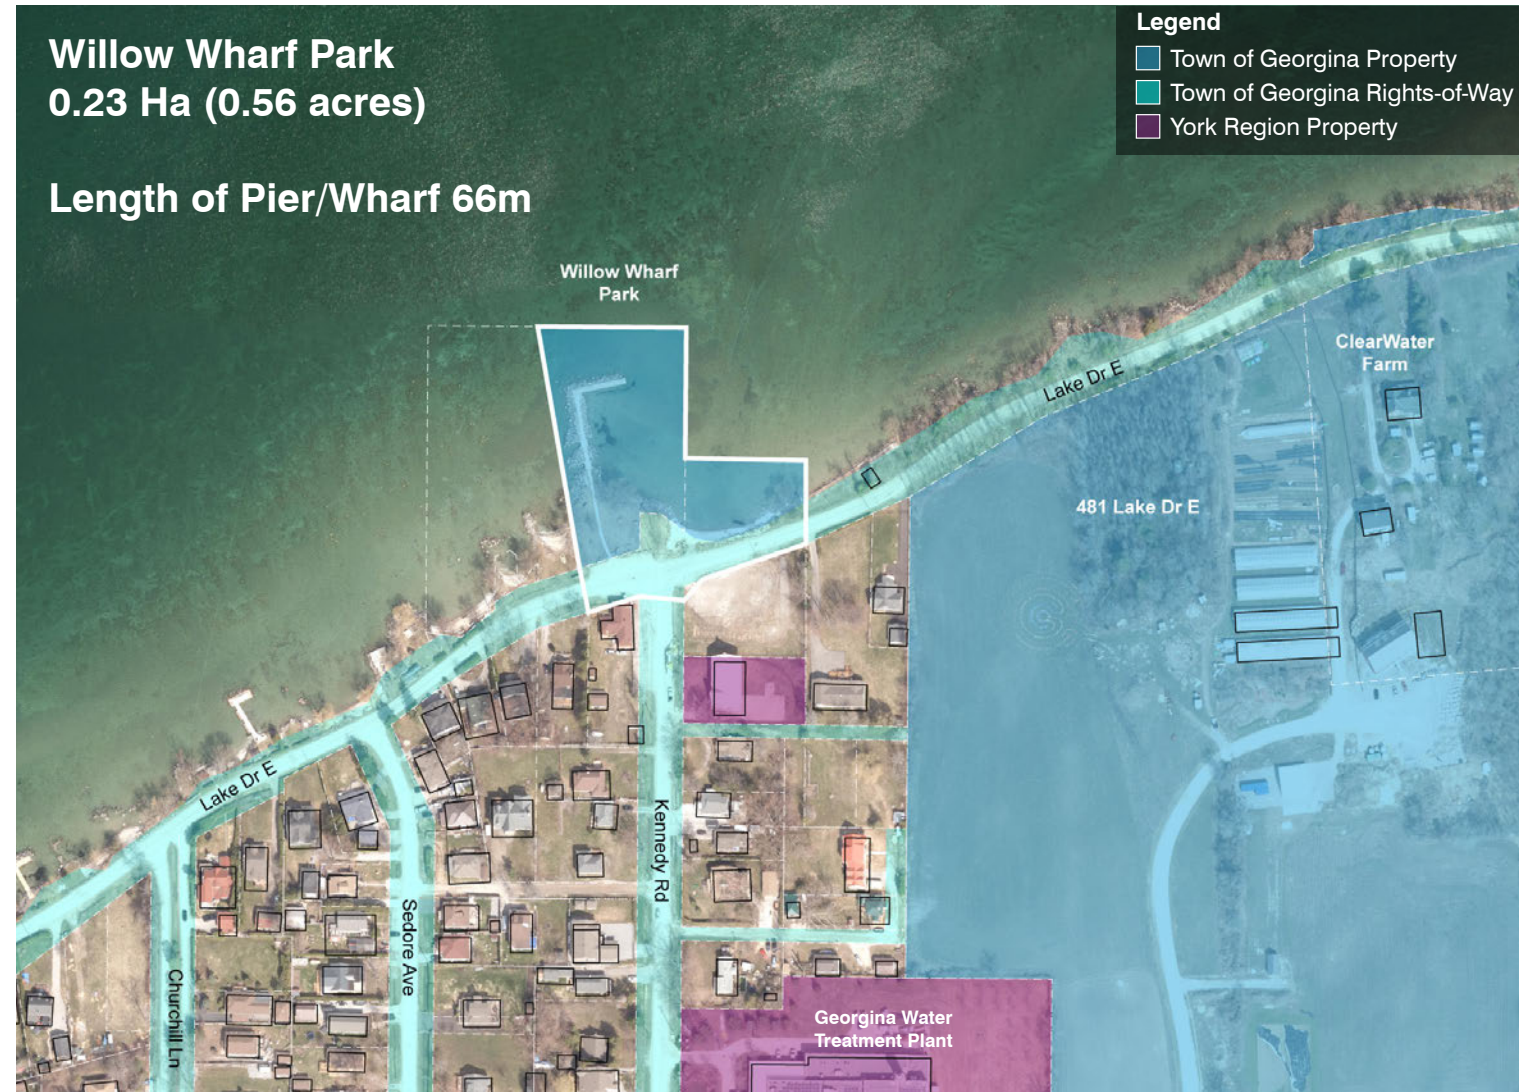 Willow Wharf Park
0.23 Ha (0.56 acres)
Length of Pier/Wharf 66m
Legend
Town of Georgina Property
Town of Georgina Rights-of-Way
York Region Property
Willow Wharf
Park
ClearWater
Farm
Lake Dr E
481 Lake Dr E
Lake Dr E
Kennedy Rd
Sedore Ave
Churchill Ln
Georgina Water
Treatment Plant